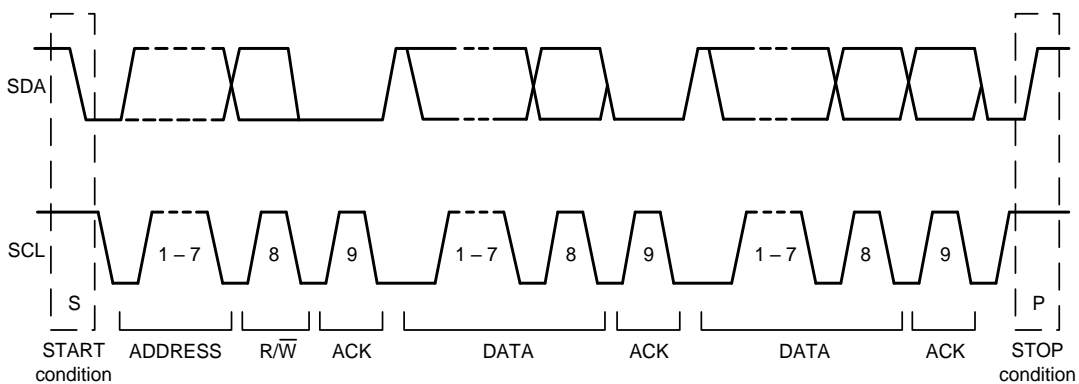 SDA
SCL
1 – 7
8
9
1 – 7
8
9
1 – 7
8
9
S
P
START
condition
ADDRESS
R/W̅
ACK
DATA
ACK
DATA
ACK
STOP
condition